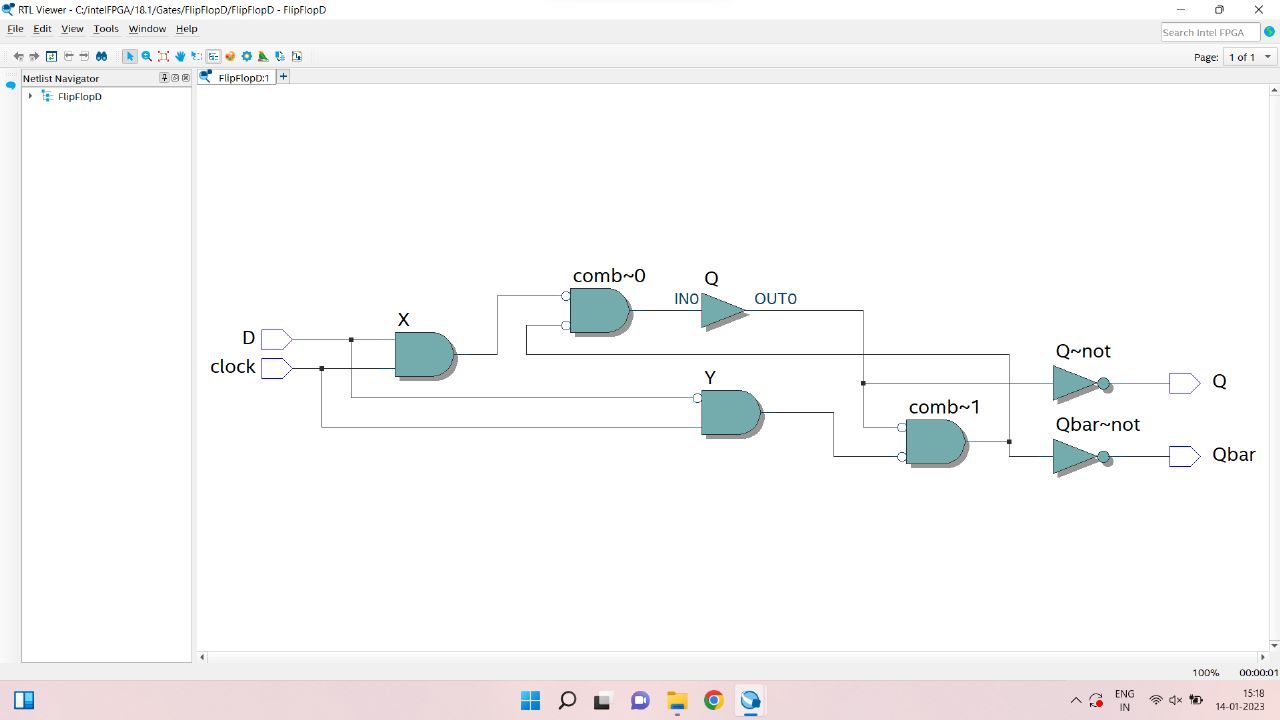 RTL Viewer - C:/intelFPGA/18.1/Gates/FlipFlopD/FlipFlopD - FlipFlopD
File Edit View Tools Window Help
Search Intel FPGA
Page: 1 of 1
Netlist Navigator
FlipFlopD:1
FlipFlopD
comb~0
Q
IN0
OUT0
X
D
clock
Y
Q~not
Q
comb~1
Qbar~not
Qbar
100% 00:00:01
ENG
IN
15:18
14-01-2023